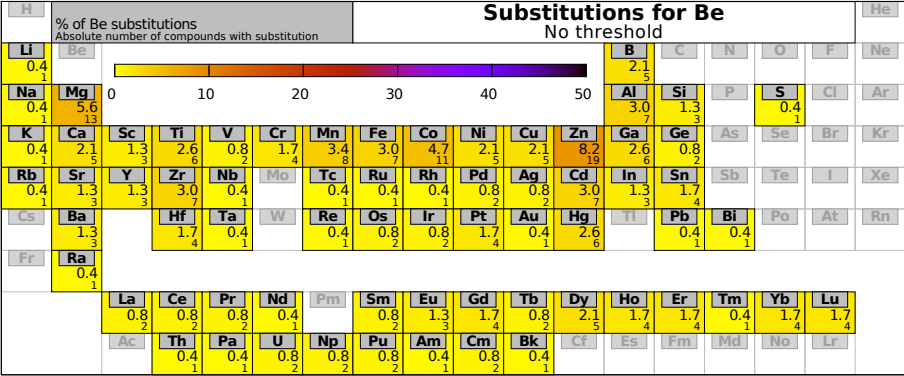 H He
% of Be substitutions
Absolute number of compounds with substitution
Substitutions for Be
No threshold
Li Be B C N O F Ne
0.4 2.1
1 5
0 10 20 30 40 50
Na Mg Al Si P S Cl Ar
0.4 5.6 3.0 1.3 0.4
1 13 7 3 1
K Ca Sc Ti V Cr Mn Fe Co Ni Cu Zn Ga Ge As Se Br Kr
0.4 2.1 1.3 2.6 0.8 1.7 3.4 3.0 4.7 2.1 2.1 8.2 2.6 0.8
1 5 3 6 2 4 8 7 11 5 5 19 6 2
Rb Sr Y Zr Nb Mo Tc Ru Rh Pd Ag Cd In Sn Sb Te I Xe
0.4 1.3 1.3 3.0 0.4 0.4 0.4 0.4 0.8 0.8 3.0 1.3 1.7
1 3 3 7 1 1 1 1 2 2 7 3 4
Cs Ba Hf Ta W Re Os Ir Pt Au Hg Tl Pb Bi Po At Rn
1.3 1.7 0.4 0.4 0.8 0.8 1.7 0.4 2.6 0.4 0.4
3 4 1 1 2 2 4 1 6 1 1
Fr Ra
0.4
1
La Ce Pr Nd Pm Sm Eu Gd Tb Dy Ho Er Tm Yb Lu
0.8 0.8 0.8 0.4 0.8 1.3 1.7 0.8 2.1 1.7 1.7 0.4 1.7 1.7
2 2 2 1 2 3 4 2 5 4 4 1 4 4
Ac Th Pa U Np Pu Am Cm Bk Cf Es Fm Md No Lr
0.4 0.4 0.8 0.8 0.8 0.4 0.8 0.4
1 1 2 2 2 1 2 1